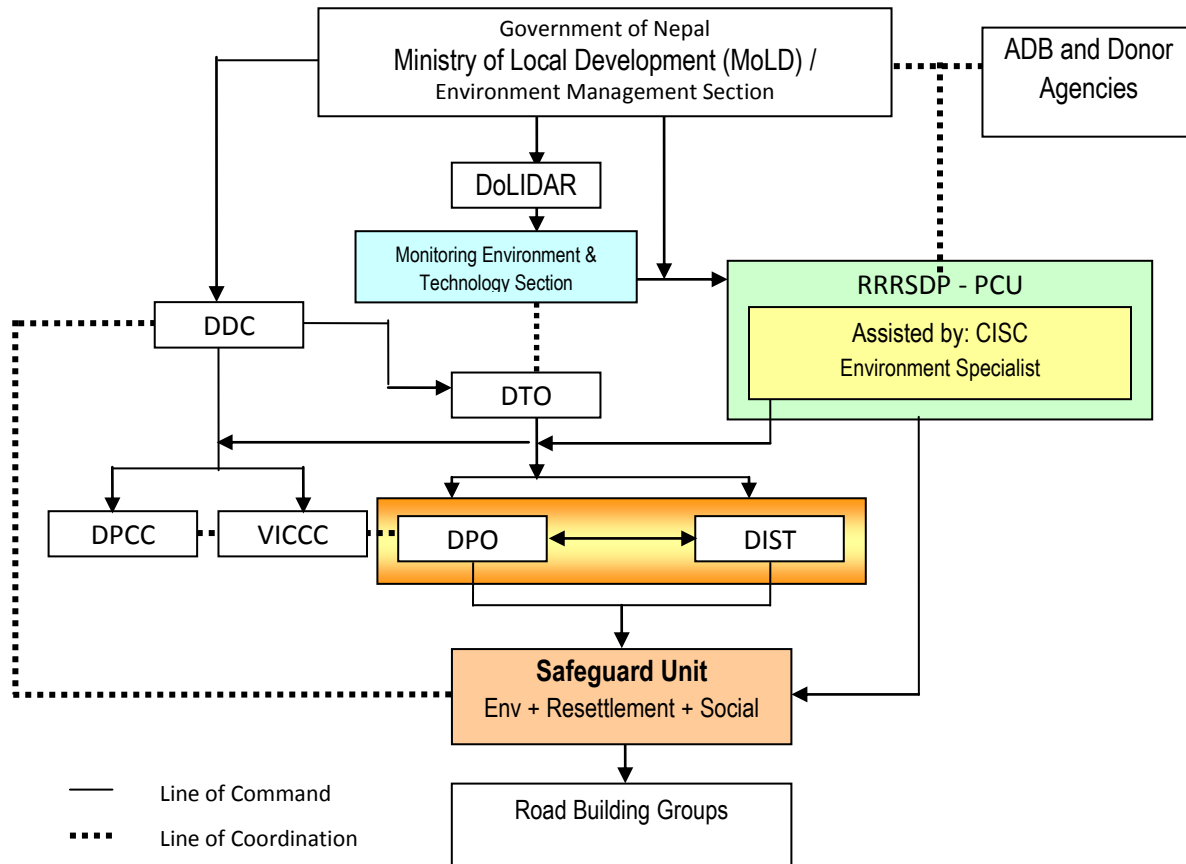 Government of Nepal
Ministry of Local Development (MoLD) /
Environment Management Section
ADB and Donor
Agencies
DoLIDAR
Monitoring Environment &
Technology Section
RRRSDP - PCU
Assisted by: CISC
Environment Specialist
DDC
DTO
DPCC
VICCC
DPO
DIST
Safeguard Unit
Env + Resettlement + Social
Road Building Groups
Line of Command
Line of Coordination